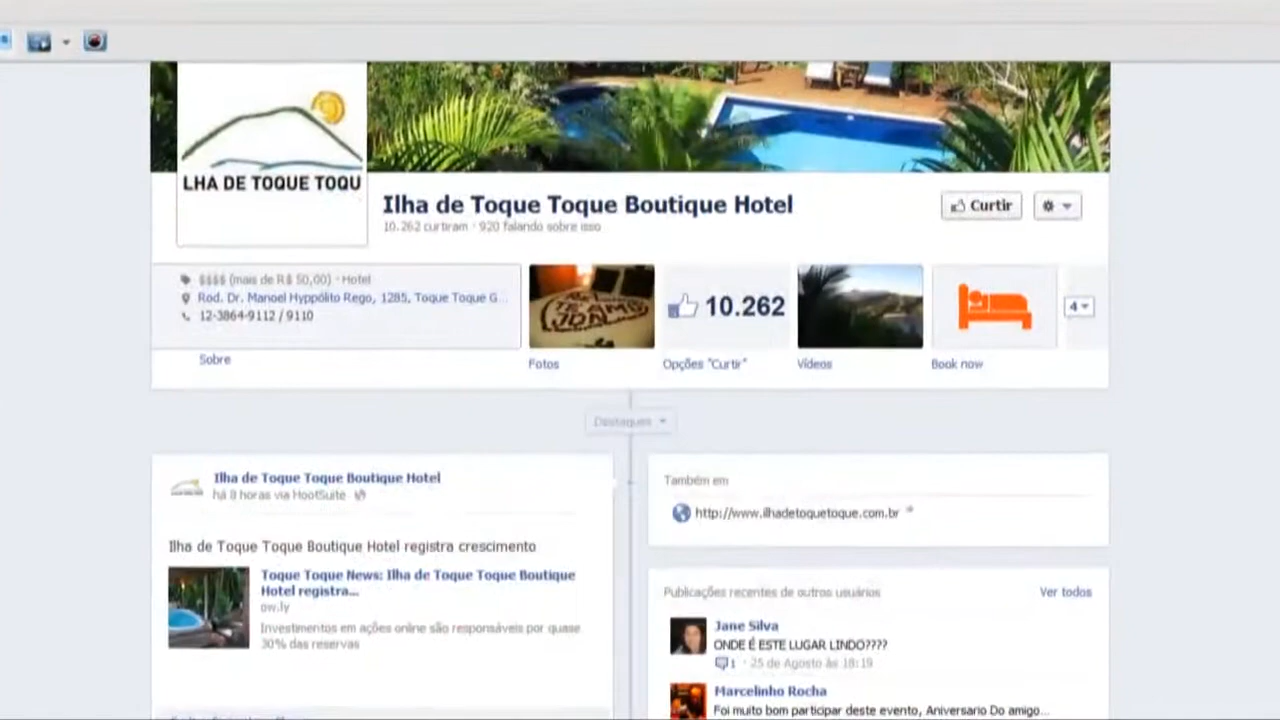 LHA DE TOQUE TOQU
Ilha de Toque Toque Boutique Hotel
Curtir
10.262 curtiram · 920 falando sobre isso
$$$$ (mais de R$ 50,00) · Hotel
Rod. Dr. Manoel Hyppólito Rego, 1285, Toque Toque G...
12-3864-9112 / 9110
TE AMO
10.262
4
Sobre
Fotos
Opções "Curtir"
Vídeos
Book now
Destaques
Ilha de Toque Toque Boutique Hotel
há 8 horas via HootSuite
Ilha de Toque Toque Boutique Hotel registra crescimento
Toque Toque News: Ilha de Toque Toque Boutique
Hotel registra...
ow.ly
Investimentos em ações online são responsáveis por quase
30% das reservas
Também em
http://www.ilhadetoquetoque.com.br
Publicações recentes de outros usuários
Ver todos
Jane Silva
ONDE É ESTE LUGAR LINDO????
1 · 25 de Agosto às 18:19
Marcelinho Rocha
Foi muito bom participar deste evento, Aniversario Do amigo...